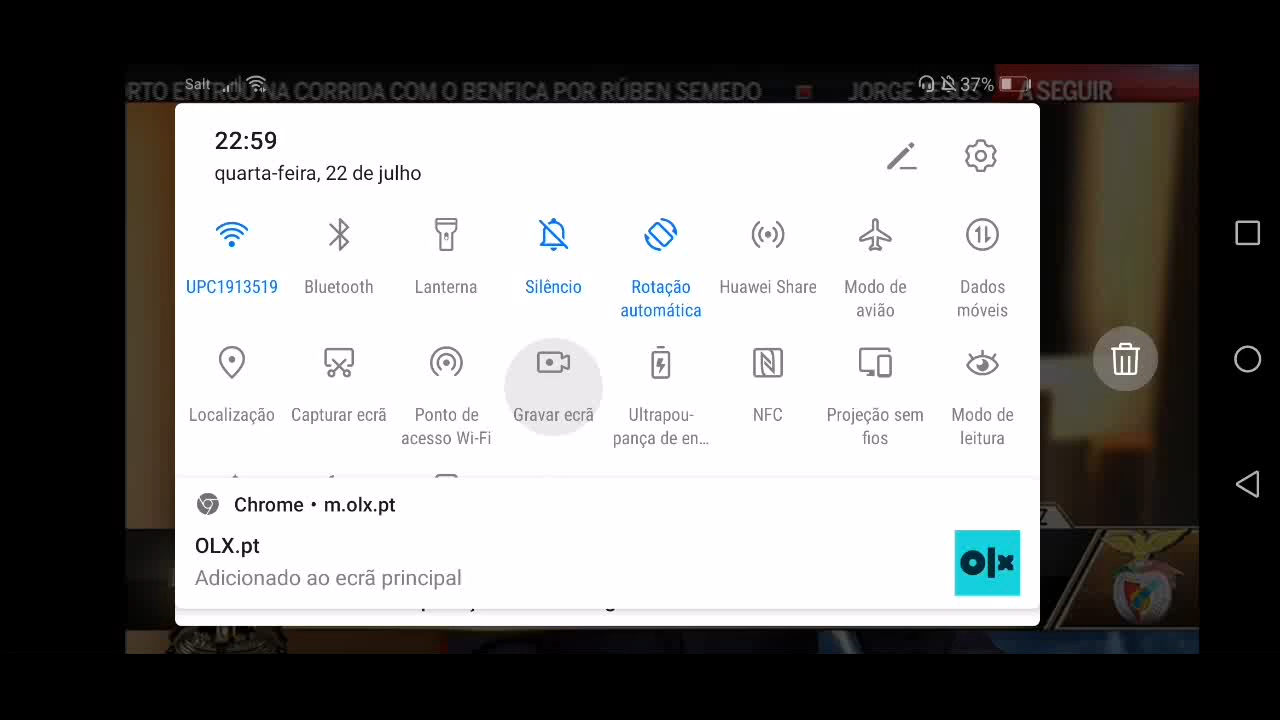 RTO ENTROU NA CORRIDA COM O BENFICA POR RÚBEN SEMEDO
JORGE JESUS
A SEGUIR
Salt
37%
22:59
quarta-feira, 22 de julho
UPC1913519
Bluetooth
Lanterna
Silêncio
Rotação
automática
Huawei Share
Modo de
avião
Dados
móveis
Localização
Capturar ecrã
Ponto de
acesso Wi-Fi
Gravar ecrã
Ultrapou-
pança de en...
NFC
Projeção sem
fios
Modo de
leitura
Chrome • m.olx.pt
OLX.pt
Adicionado ao ecrã principal
olx